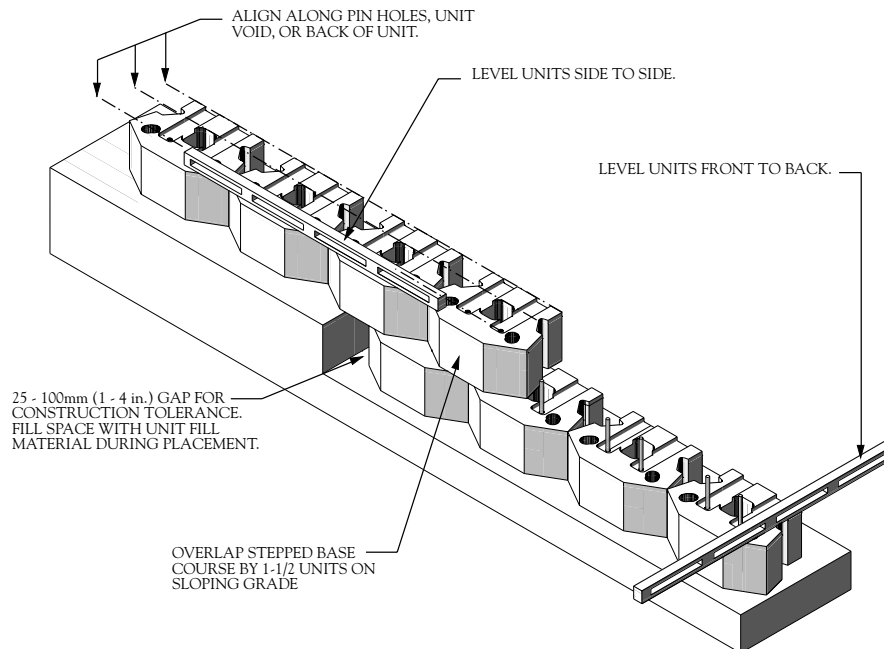 ALIGN ALONG PIN HOLES, UNIT
VOID, OR BACK OF UNIT.
LEVEL UNITS SIDE TO SIDE.
LEVEL UNITS FRONT TO BACK.
25 - 100mm (1 - 4 in.) GAP FOR
CONSTRUCTION TOLERANCE.
FILL SPACE WITH UNIT FILL
MATERIAL DURING PLACEMENT.
OVERLAP STEPPED BASE
COURSE BY 1-1/2 UNITS ON
SLOPING GRADE